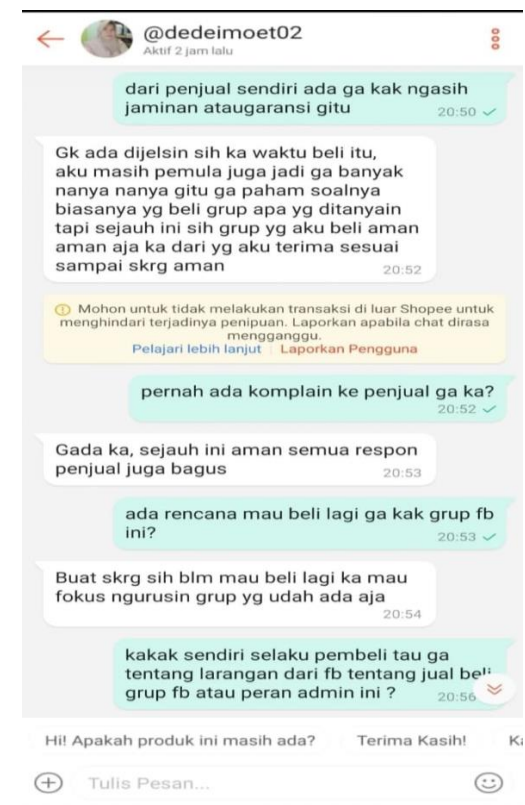 @dedeimoet02
Aktif 2 jam lalu
dari penjual sendiri ada ga kak ngasih
jaminan ataugaransi gitu
20:50
Gk ada dijelsin sih ka waktu beli itu,
aku masih pemula juga jadi ga banyak
nanya nanya gitu ga paham soalnya
biasanya yg beli grup apa yg ditanyain
tapi sejauh ini sih grup yg aku beli aman
aman aja ka dari yg aku terima sesuai
sampai skrg aman
20:52
Mohon untuk tidak melakukan transaksi di luar Shopee untuk
menghindari terjadinya penipuan. Laporkan apabila chat dirasa
mengganggu.
Pelajari lebih lanjut Laporkan Pengguna
pernah ada komplain ke penjual ga ka?
20:52
Gada ka, sejauh ini aman semua respon
penjual juga bagus
20:53
ada rencana mau beli lagi ga kak grup fb
ini?
20:53
Buat skrg sih blm mau beli lagi ka mau
fokus ngurusin grup yg udah ada aja
20:54
kakak sendiri selaku pembeli tau ga
tentang larangan dari fb tentang jual beli
grup fb atau peran admin ini ?
20:56
Hi! Apakah produk ini masih ada? Terima Kasih!
Tulis Pesan...